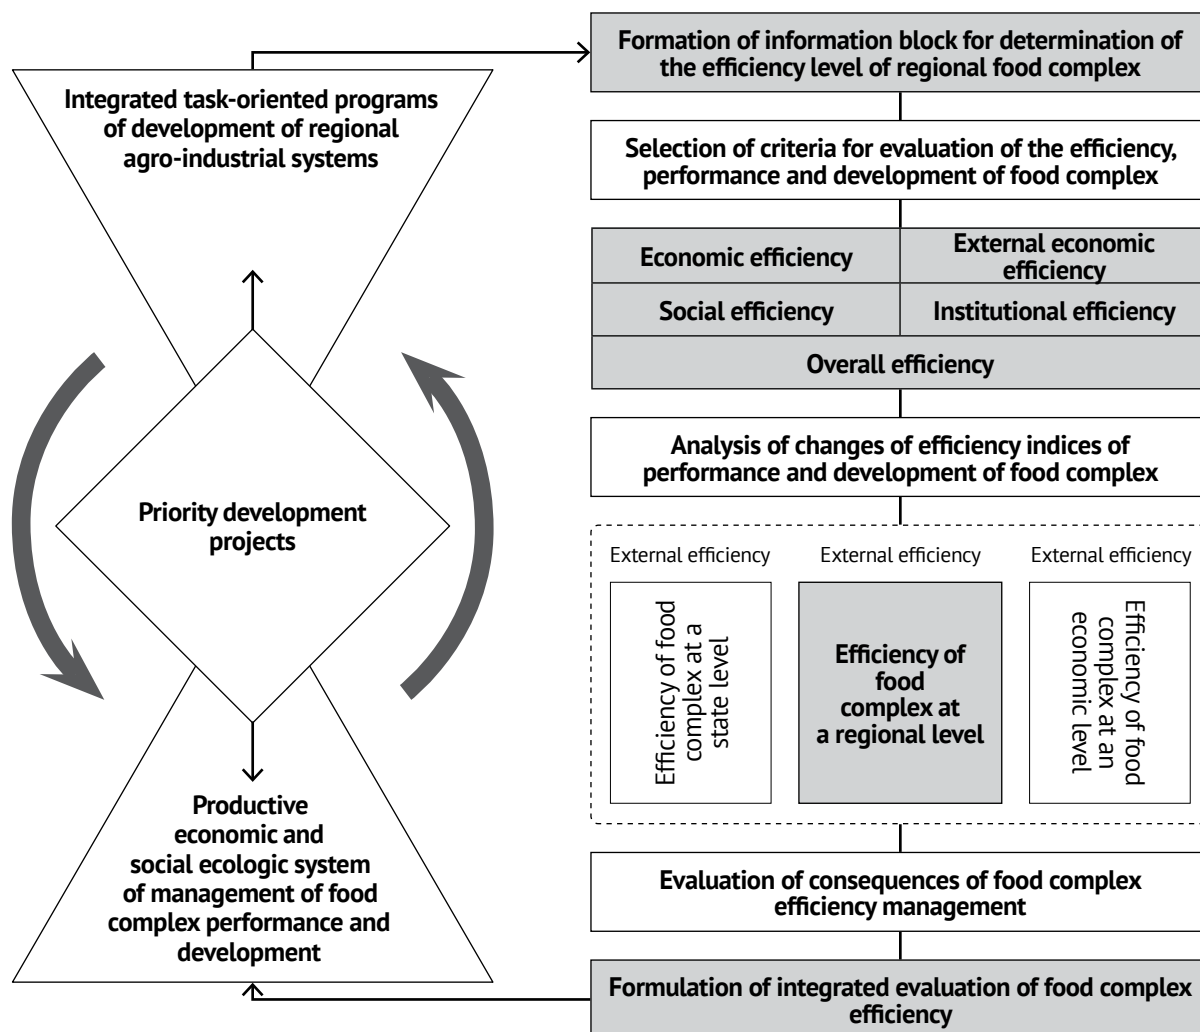 Integrated task-oriented programs
of development of regional
agro-industrial systems
Priority development
projects
Productive
economic and
social ecologic system
of management of food
complex performance and
development
Formation of information block for determination of
the efficiency level of regional food complex
Selection of criteria for evaluation of the efficiency,
performance and development of food complex
Economic efficiency
External economic
efficiency
Social efficiency
Institutional efficiency
Overall efficiency
Analysis of changes of efficiency indices of
performance and development of food complex
External efficiency
Efficiency of food
complex at a
state level
External efficiency
Efficiency of
food
complex at
a regional level
External efficiency
Efficiency of food
complex at an
economic level
Evaluation of consequences of food complex
efficiency management
Formulation of integrated evaluation of food complex
efficiency